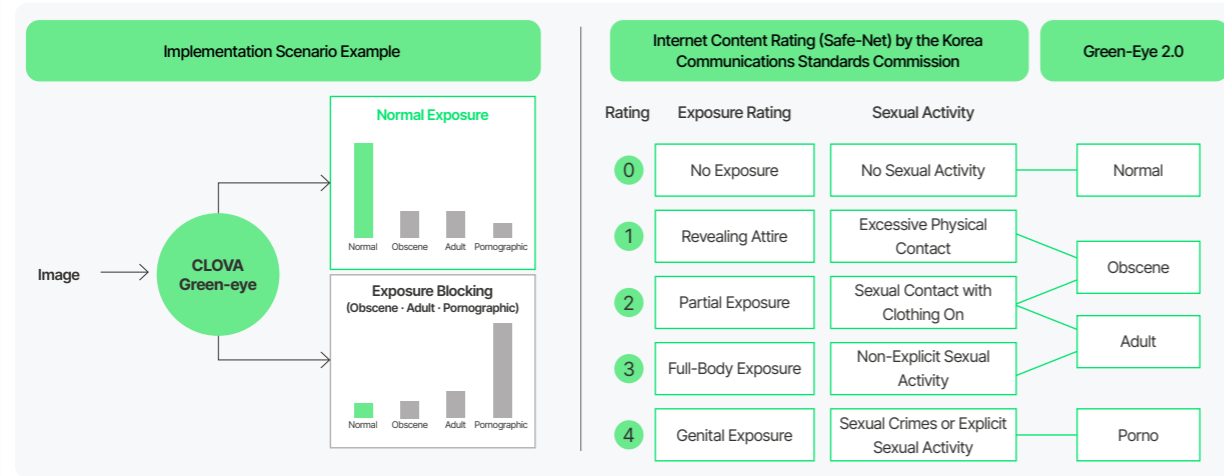 Implementation Scenario Example
Image
CLOVA
Green-eye
Normal Exposure
Normal Obscene Adult Pornographic
Exposure Blocking
(Obscene · Adult · Pornographic)
Normal Obscene Adult Pornographic
Internet Content Rating (Safe-Net) by the Korea
Communications Standards Commission
Green-Eye 2.0
Rating Exposure Rating Sexual Activity
0 No Exposure No Sexual Activity Normal
1 Revealing Attire Excessive Physical
Contact
Obscene
2 Partial Exposure Sexual Contact with
Clothing On
Adult
3 Full-Body Exposure Non-Explicit Sexual
Activity
4 Genital Exposure Sexual Crimes or Explicit
Sexual Activity
Porno